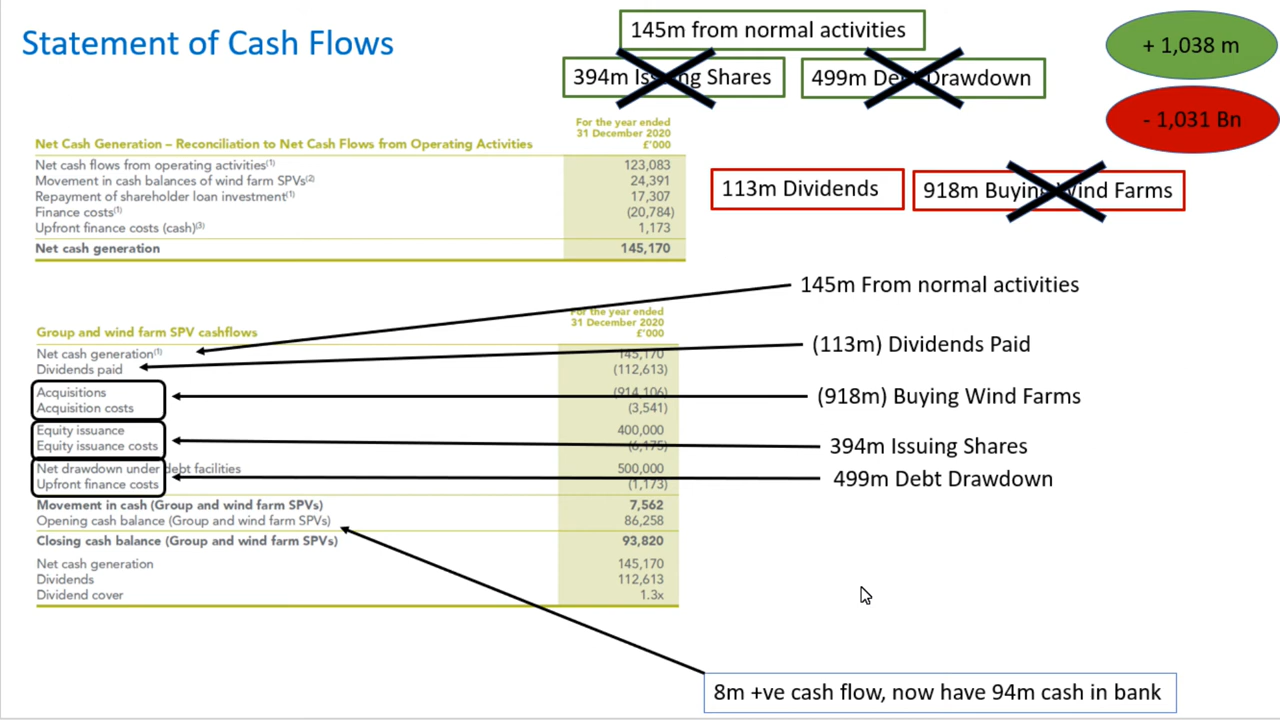 Statement of Cash Flows
145m from normal activities
394m Issuing Shares
499m Debt Drawdown
+ 1,038 m
- 1,031 Bn
113m Dividends
918m Buying Wind Farms
For the year ended
31 December 2020
£'000
Net Cash Generation – Reconciliation to Net Cash Flows from Operating Activities
Net cash flows from operating activities(1) 123,083
Movement in cash balances of wind farm SPVs(2) 24,391
Repayment of shareholder loan investment(1) 17,307
Finance costs(1) (20,784)
Upfront finance costs (cash)(3) 1,173
Net cash generation 145,170
For the year ended
31 December 2020
£'000
Group and wind farm SPV cashflows
Net cash generation(1) 145,170
Dividends paid (112,613)
Acquisitions (914,106)
Acquisition costs (3,541)
Equity issuance 400,000
Equity issuance costs (6,175)
Net drawdown under debt facilities 500,000
Upfront finance costs (1,173)
Movement in cash (Group and wind farm SPVs) 7,562
Opening cash balance (Group and wind farm SPVs) 86,258
Closing cash balance (Group and wind farm SPVs) 93,820
Net cash generation 145,170
Dividends 112,613
Dividend cover 1.3x
145m From normal activities
(113m) Dividends Paid
(918m) Buying Wind Farms
394m Issuing Shares
499m Debt Drawdown
8m +ve cash flow, now have 94m cash in bank